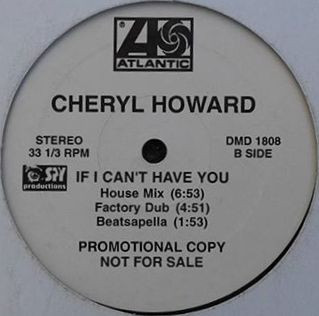 ATLANTIC
CHERYL HOWARD
STEREO
33 1/3 RPM
DMD 1808
B SIDE
productions
IF I CAN'T HAVE YOU
House Mix (6:53)
Factory Dub (4:51)
Beatsapella (1:53)
PROMOTIONAL COPY
NOT FOR SALE